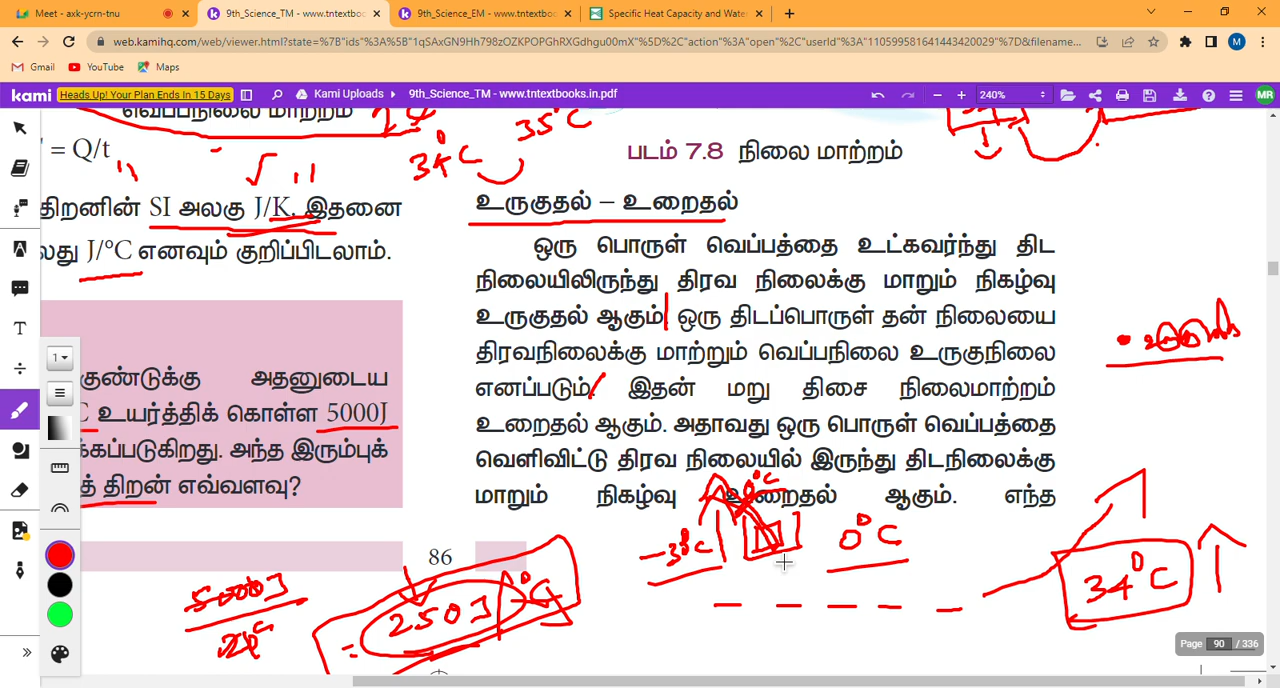 Meet - axk-ycrn-tnu
9th_Science_TM - www.tntextbooks
9th_Science_EM - www.tntextbooks
Specific Heat Capacity and Wate
web.kamihq.com/web/viewer.html?state=%7B"ids"%3A%5B"1qSAxGN9Hh798zOZKPOPGhRXGdhgu00mX"%5D%2C"action"%3A"open"%2C"userId"%3A"110599581641443420029"%7D&filename...
Gmail YouTube Maps
kami Heads Up! Your Plan Ends In 15 Days Kami Uploads 9th_Science_TM - www.tntextbooks.in.pdf 240% MR
வெப்பநிலை மாற்றம்
35°C
' = Q/t
34°C
படம் 7.8 நிலை மாற்றம்
திறனின் SI அலகு J/K. இதனை
லது J/°C எனவும் குறிப்பிடலாம்.
குண்டுக்கு அதனுடைய
C உயர்த்திக் கொள்ள 5000J
க்கப்படுகிறது. அந்த இரும்புக்
த் திறன் எவ்வளவு?
86
உருகுதல் – உறைதல்
ஒரு பொருள் வெப்பத்தை உட்கவர்ந்து திட
நிலையிலிருந்து திரவ நிலைக்கு மாறும் நிகழ்வு
உருகுதல் ஆகும். ஒரு திடப்பொருள் தன் நிலையை
திரவநிலைக்கு மாற்றும் வெப்பநிலை உருகுநிலை
எனப்படும். இதன் மறு திசை நிலைமாற்றம்
உறைதல் ஆகும். அதாவது ஒரு பொருள் வெப்பத்தை
வெளிவிட்டு திரவ நிலையில் இருந்து திடநிலைக்கு
மாறும் நிகழ்வு உறைதல் ஆகும். எந்த
0°C
34°C
5000J
= 250J
Page 90 / 336